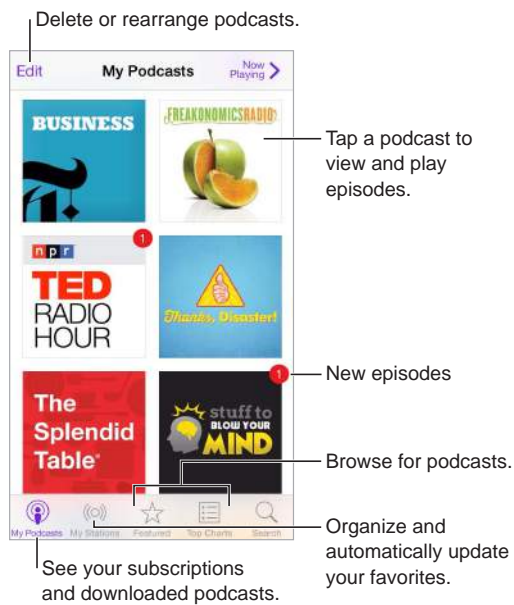 Delete or rearrange podcasts.
Edit
My Podcasts
Now
Playing
BUSINESS
FREAKONOMICSRADIO
Tap a podcast to
view and play
episodes.
n p r
1
TED
RADIO
HOUR
Thanks, Disaster!
1
New episodes
The
Splendid
Table®
stuff to
BLOW YOUR
MIND
Browse for podcasts.
My Podcasts
My Stations
Featured
Top Charts
Search
Organize and
automatically update
your favorites.
See your subscriptions
and downloaded podcasts.